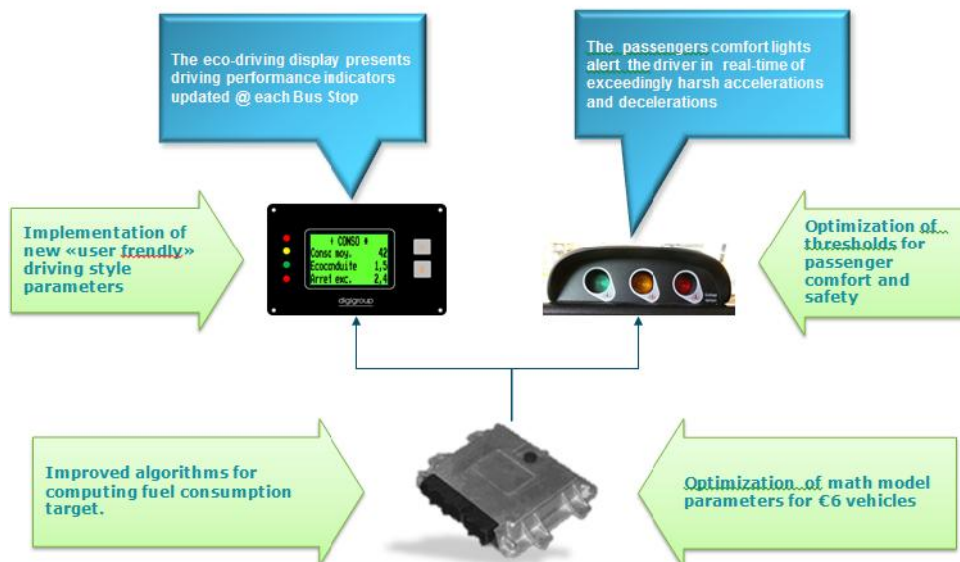 The eco-driving display presents
driving performance indicators
updated @ each Bus Stop
The passengers comfort lights
alert the driver in real-time of
exceedingly harsh accelerations
and decelerations
Implementation of
new «user frendly»
driving style
parameters
CONSO
Conso moy. 42
Ecoconduite 1,5
Arret exc. 2,4
digigroup
Optimization of
thresholds for
passenger
comfort and
safety
Improved algorithms for
computing fuel consumption
target.
Optimization of math model
parameters for €6 vehicles